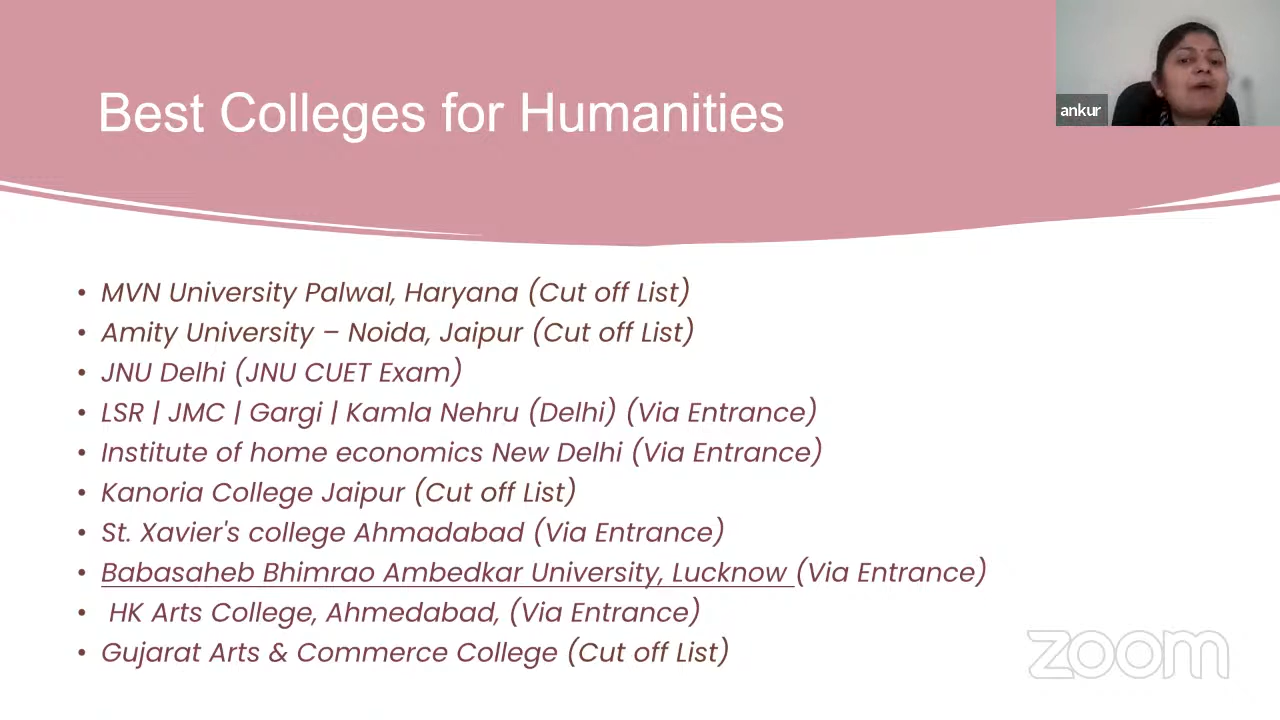 Best Colleges for Humanities
ankur
• MVN University Palwal, Haryana (Cut off List)
• Amity University – Noida, Jaipur (Cut off List)
• JNU Delhi (JNU CUET Exam)
• LSR | JMC | Gargi | Kamla Nehru (Delhi) (Via Entrance)
• Institute of home economics New Delhi (Via Entrance)
• Kanoria College Jaipur (Cut off List)
• St. Xavier's college Ahmadabad (Via Entrance)
• Babasaheb Bhimrao Ambedkar University, Lucknow (Via Entrance)
• HK Arts College, Ahmedabad, (Via Entrance)
• Gujarat Arts & Commerce College (Cut off List)
zoom